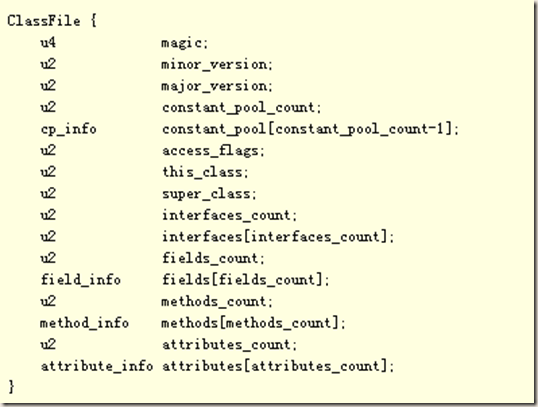 ClassFile {
    u4             magic;
    u2             minor_version;
    u2             major_version;
    u2             constant_pool_count;
    cp_info        constant_pool[constant_pool_count-1];
    u2             access_flags;
    u2             this_class;
    u2             super_class;
    u2             interfaces_count;
    u2             interfaces[interfaces_count];
    u2             fields_count;
    field_info     fields[fields_count];
    u2             methods_count;
    method_info    methods[methods_count];
    u2             attributes_count;
    attribute_info attributes[attributes_count];
}